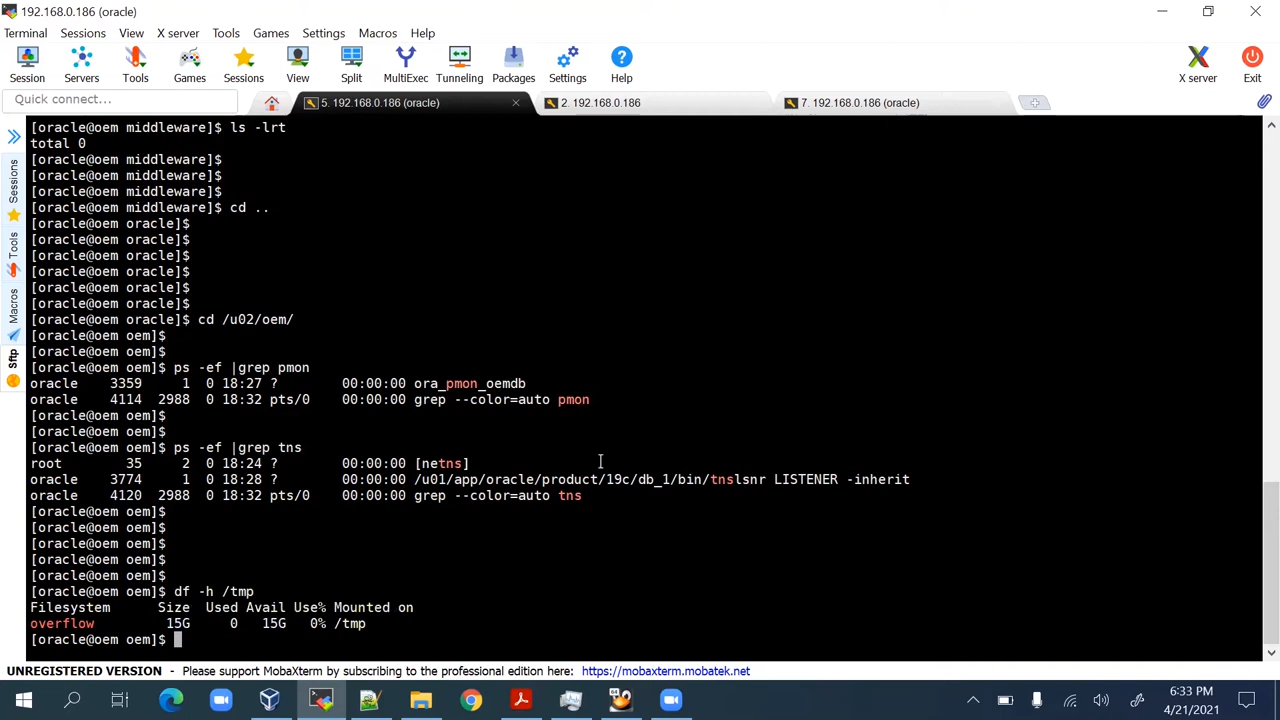 192.168.0.186 (oracle)
Terminal Sessions View X server Tools Games Settings Macros Help
Session Servers Tools Games Sessions View Split MultiExec Tunneling Packages Settings Help X server Exit
Quick connect...
5. 192.168.0.186 (oracle)
2. 192.168.0.186
7. 192.168.0.186 (oracle)
Sessions
Tools
Macros
Sftp
[oracle@oem middleware]$ ls -lrt
total 0
[oracle@oem middleware]$
[oracle@oem middleware]$
[oracle@oem middleware]$
[oracle@oem middleware]$ cd ..
[oracle@oem oracle]$
[oracle@oem oracle]$
[oracle@oem oracle]$
[oracle@oem oracle]$
[oracle@oem oracle]$
[oracle@oem oracle]$
[oracle@oem oracle]$ cd /u02/oem/
[oracle@oem oem]$
[oracle@oem oem]$
[oracle@oem oem]$ ps -ef |grep pmon
oracle 3359 1 0 18:27 ? 00:00:00 ora_pmon_oemdb
oracle 4114 2988 0 18:32 pts/0 00:00:00 grep --color=auto pmon
[oracle@oem oem]$
[oracle@oem oem]$
[oracle@oem oem]$ ps -ef |grep tns
root 35 2 0 18:24 ? 00:00:00 [netns]
oracle 3774 1 0 18:28 ? 00:00:00 /u01/app/oracle/product/19c/db_1/bin/tnslsnr LISTENER -inherit
oracle 4120 2988 0 18:32 pts/0 00:00:00 grep --color=auto tns
[oracle@oem oem]$
[oracle@oem oem]$
[oracle@oem oem]$
[oracle@oem oem]$
[oracle@oem oem]$
[oracle@oem oem]$ df -h /tmp
Filesystem Size Used Avail Use% Mounted on
overflow 15G 0 15G 0% /tmp
[oracle@oem oem]$
UNREGISTERED VERSION - Please support MobaXterm by subscribing to the professional edition here: https://mobaxterm.mobatek.net
6:33 PM
4/21/2021